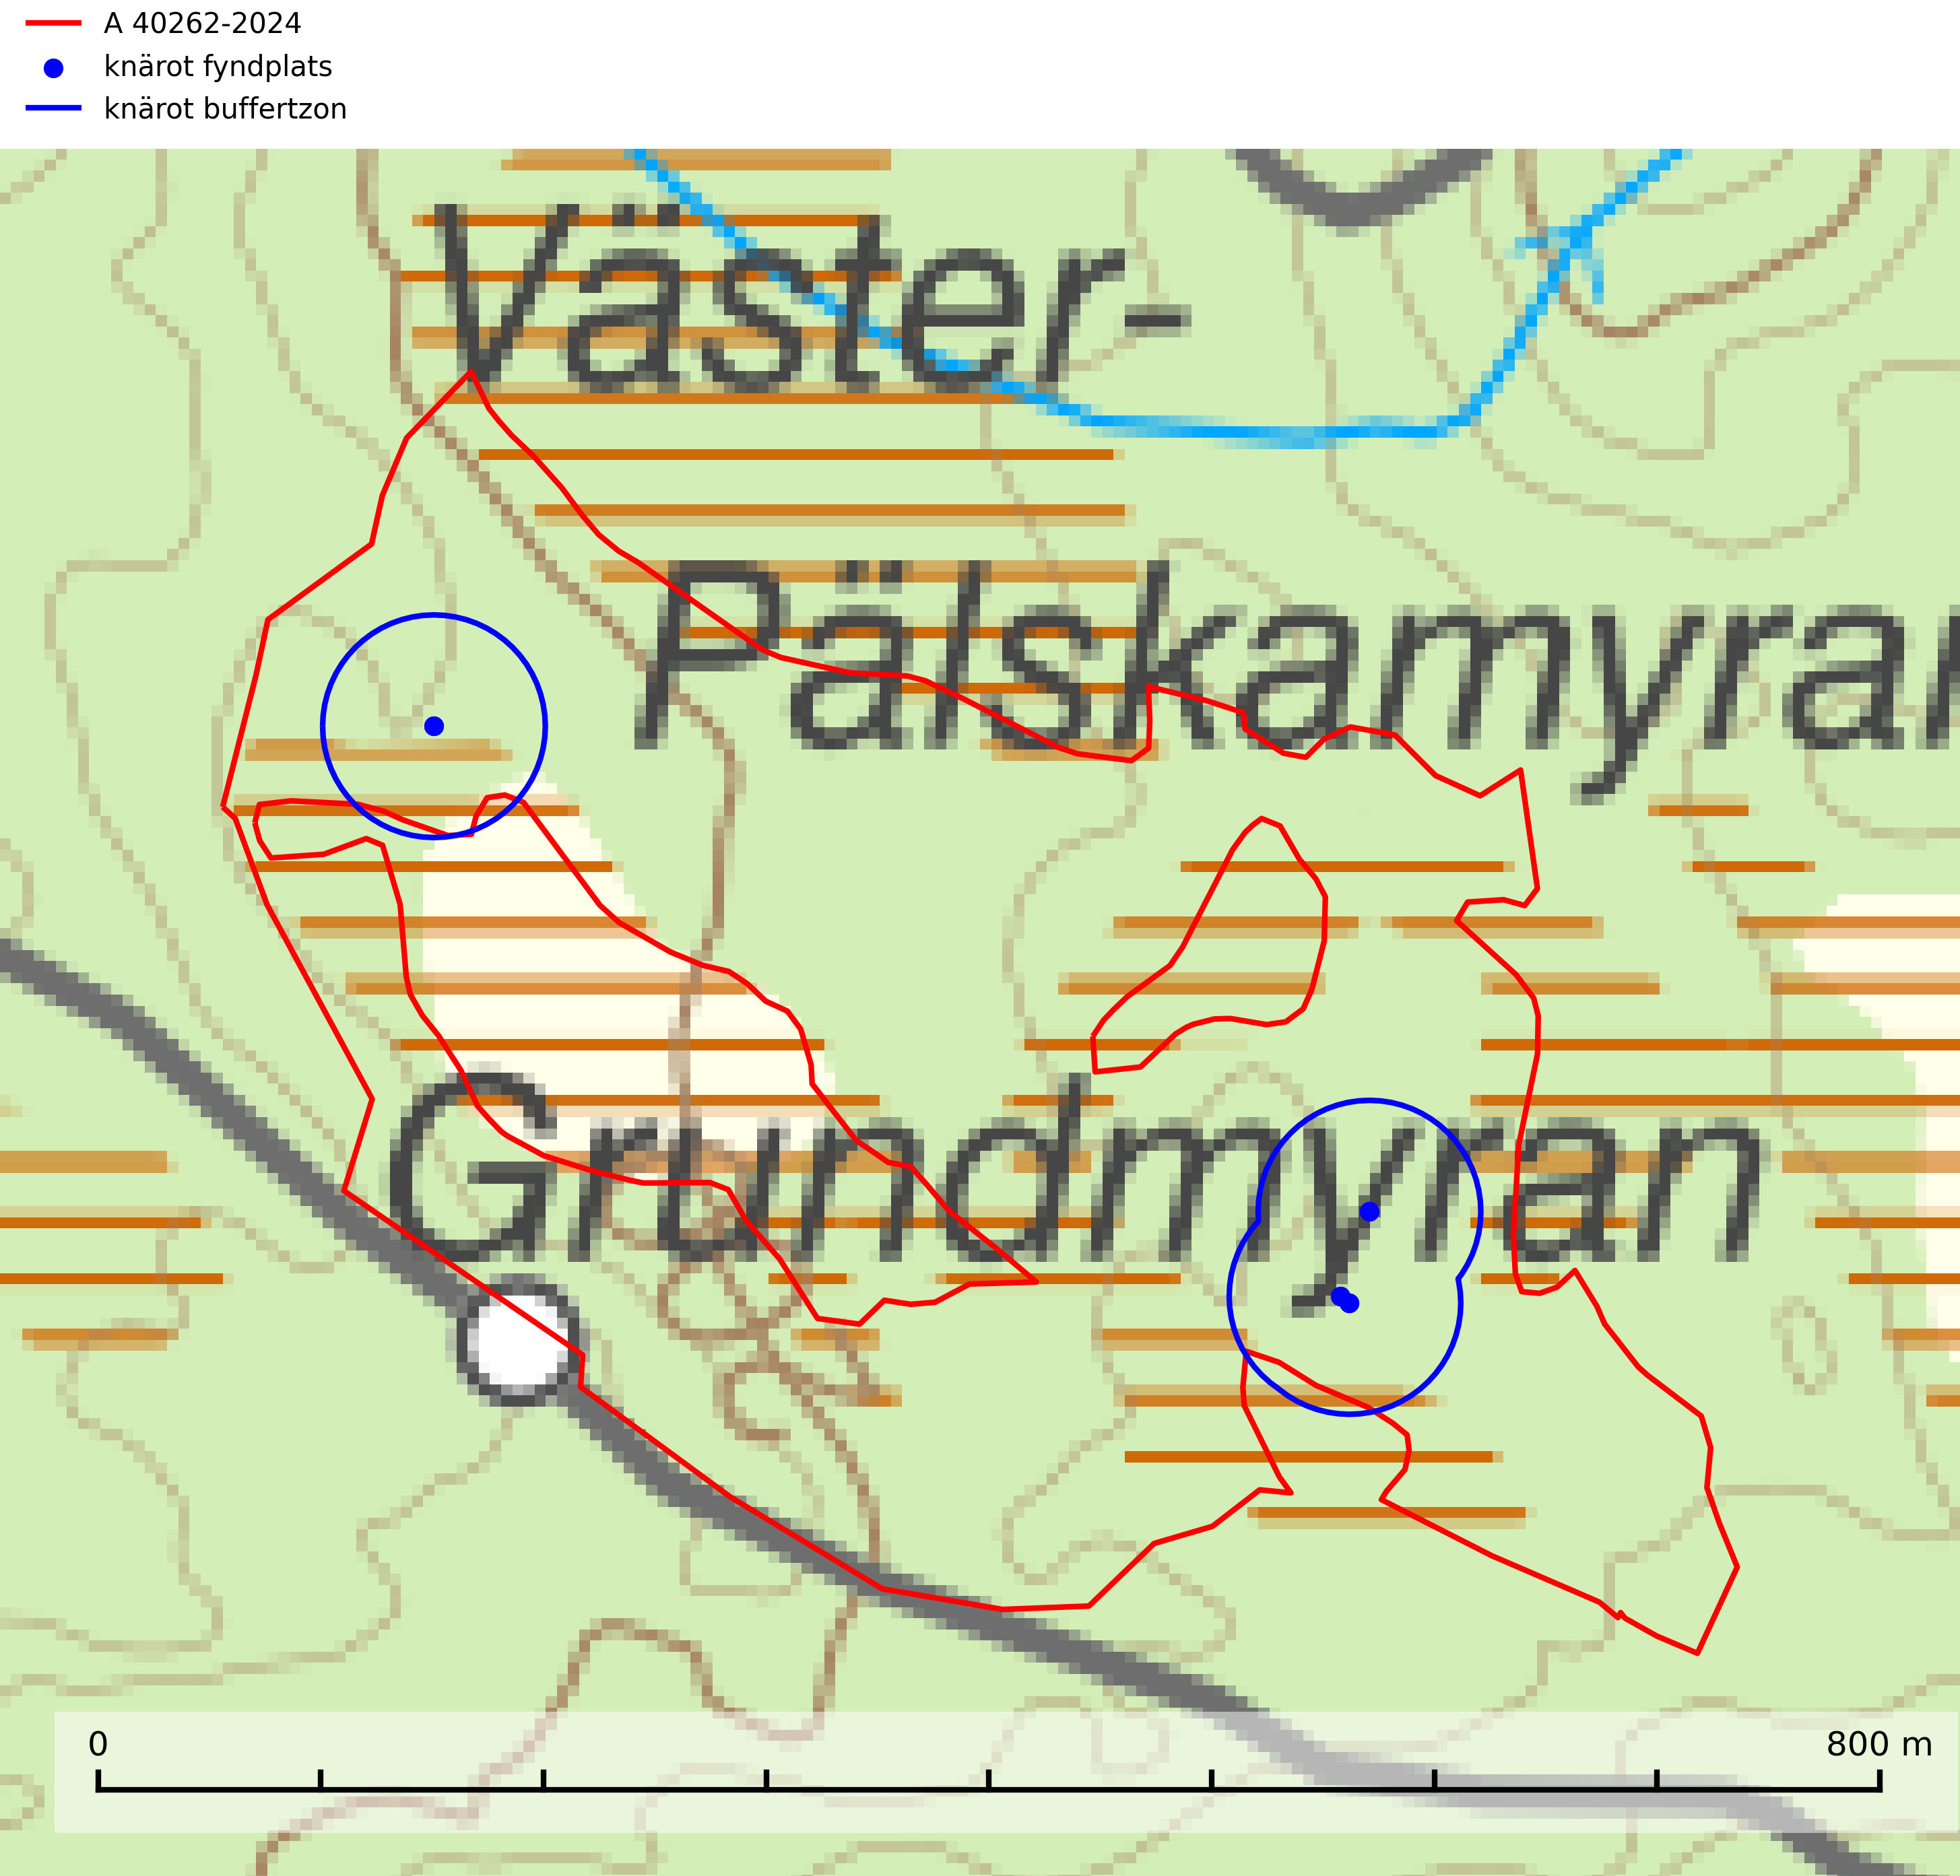 A 40262-2024
knärot fyndplats
knärot buffertzon
Väster-
Pälskamyran
Grundmyran
0 800 m